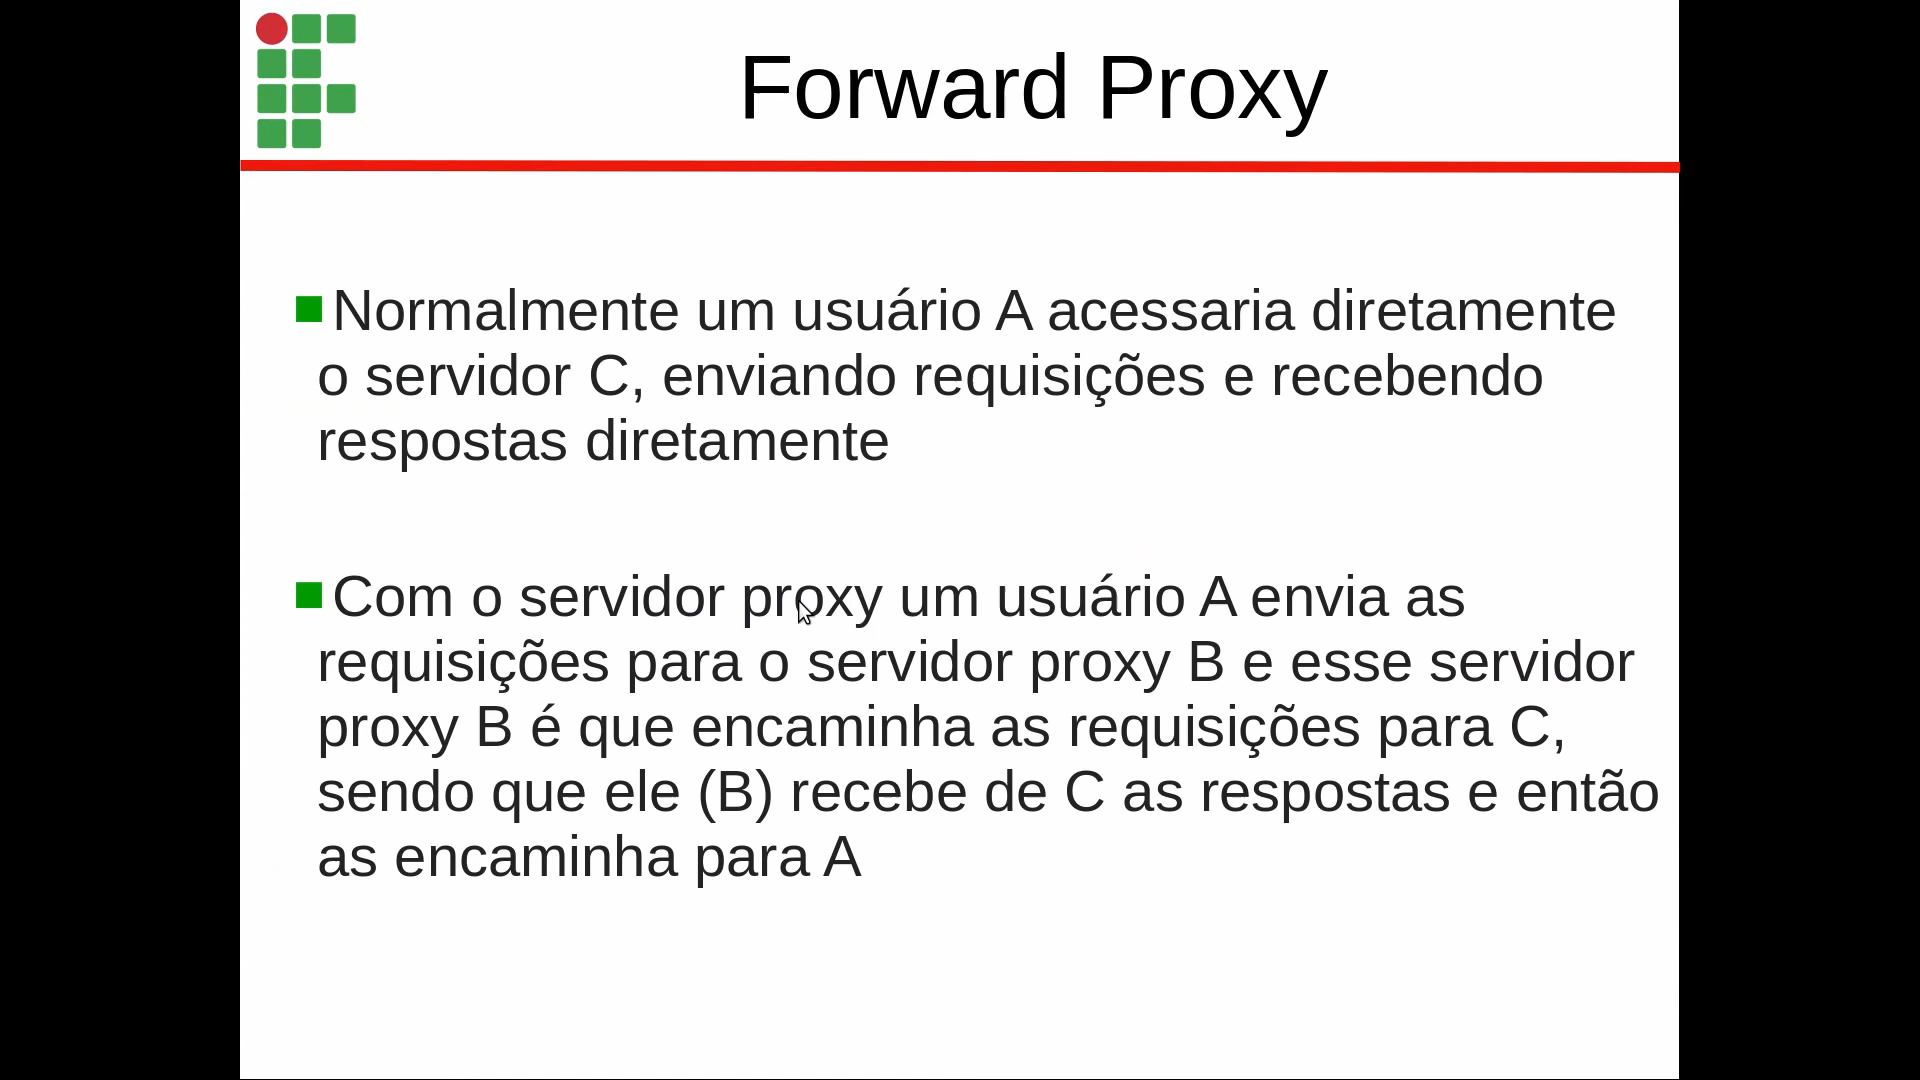 Forward Proxy
Normalmente um usuário A acessaria diretamente
o servidor C, enviando requisições e recebendo
respostas diretamente
Com o servidor proxy um usuário A envia as
requisições para o servidor proxy B e esse servidor
proxy B é que encaminha as requisições para C,
sendo que ele (B) recebe de C as respostas e então
as encaminha para A